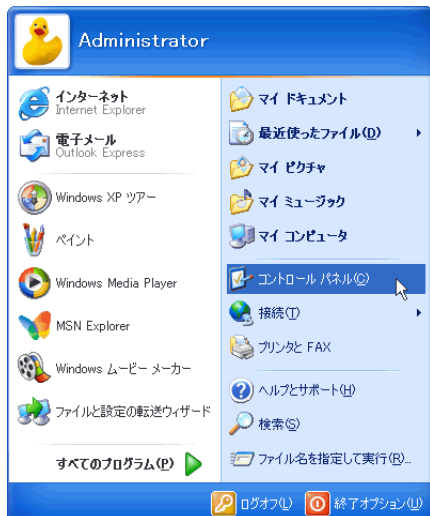 Administrator
インターネット
Internet Explorer
電子メール
Outlook Express
Windows XP ツアー
ペイント
Windows Media Player
MSN Explorer
Windows ムービー メーカー
ファイルと設定の転送ウィザード
すべてのプログラム(P)
マイ ドキュメント
最近使ったファイル(D)
マイ ピクチャ
マイ ミュージック
マイ コンピュータ
コントロール パネル(C)
接続(T)
プリンタと FAX
ヘルプとサポート(H)
検索(S)
ファイル名を指定して実行(R)...
ログオフ(L)
終了オプション(U)